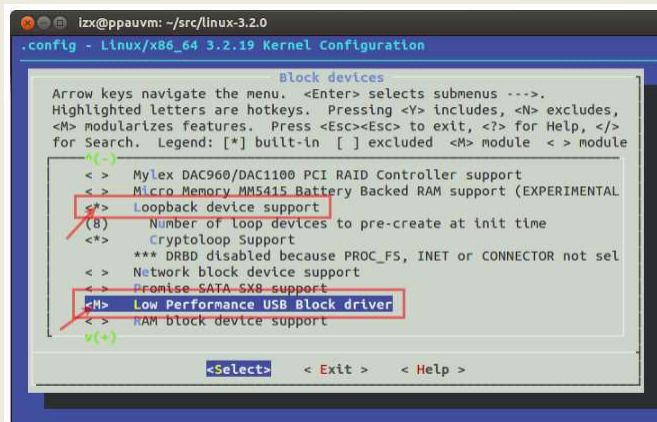 izx@ppauvm: ~/src/linux-3.2.0
.config - Linux/x86_64 3.2.19 Kernel Configuration
Block devices
Arrow keys navigate the menu. <Enter> selects submenus --->.
Highlighted letters are hotkeys. Pressing <Y> includes, <N> excludes,
<M> modularizes features. Press <Esc><Esc> to exit, <?> for Help, </>
for Search. Legend: [*] built-in [ ] excluded <M> module < > module
^(-)
< > Mylex DAC960/DAC1100 PCI RAID Controller support
< > Micro Memory MM5415 Battery Backed RAM support (EXPERIMENTAL
<*> Loopback device support
(8) Number of loop devices to pre-create at init time
<*> Cryptoloop Support
*** DRBD disabled because PROC_FS, INET or CONNECTOR not sel
< > Network block device support
< > Promise SATA SX8 support
<M> Low Performance USB Block driver
< > RAM block device support
v(+)
<Select> < Exit > < Help >